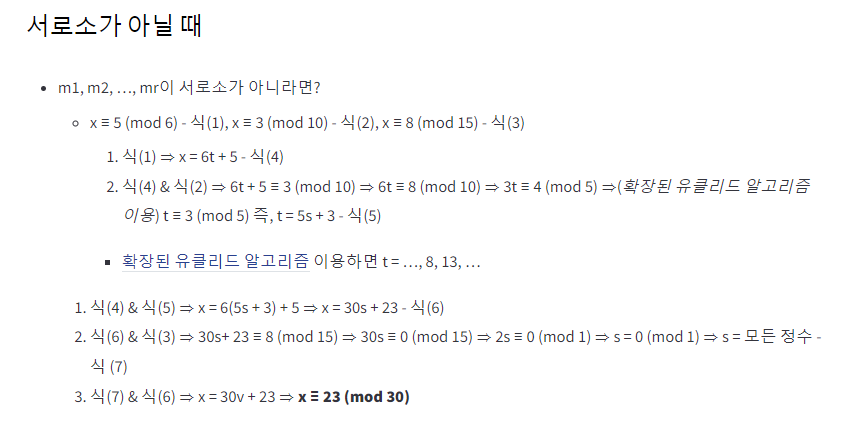 서로소가 아닐 때
m1, m2, …, mr이 서로소가 아니라면?
x ≡ 5 (mod 6) - 식(1), x ≡ 3 (mod 10) - 식(2), x ≡ 8 (mod 15) - 식(3)
1. 식(1) ⇒ x = 6t + 5 - 식(4)
2. 식(4) & 식(2) ⇒ 6t + 5 ≡ 3 (mod 10) ⇒ 6t ≡ 8 (mod 10) ⇒ 3t ≡ 4 (mod 5) ⇒(확장된 유클리드 알고리즘
이용) t ≡ 3 (mod 5) 즉, t = 5s + 3 - 식(5)
확장된 유클리드 알고리즘 이용하면 t = …, 8, 13, …
1. 식(4) & 식(5) ⇒ x = 6(5s + 3) + 5 ⇒ x = 30s + 23 - 식(6)
2. 식(6) & 식(3) ⇒ 30s+ 23 ≡ 8 (mod 15) ⇒ 30s ≡ 0 (mod 15) ⇒ 2s ≡ 0 (mod 1) ⇒ s = 0 (mod 1) ⇒ s = 모든 정수 -
식 (7)
3. 식(7) & 식(6) ⇒ x = 30v + 23 ⇒ x ≡ 23 (mod 30)